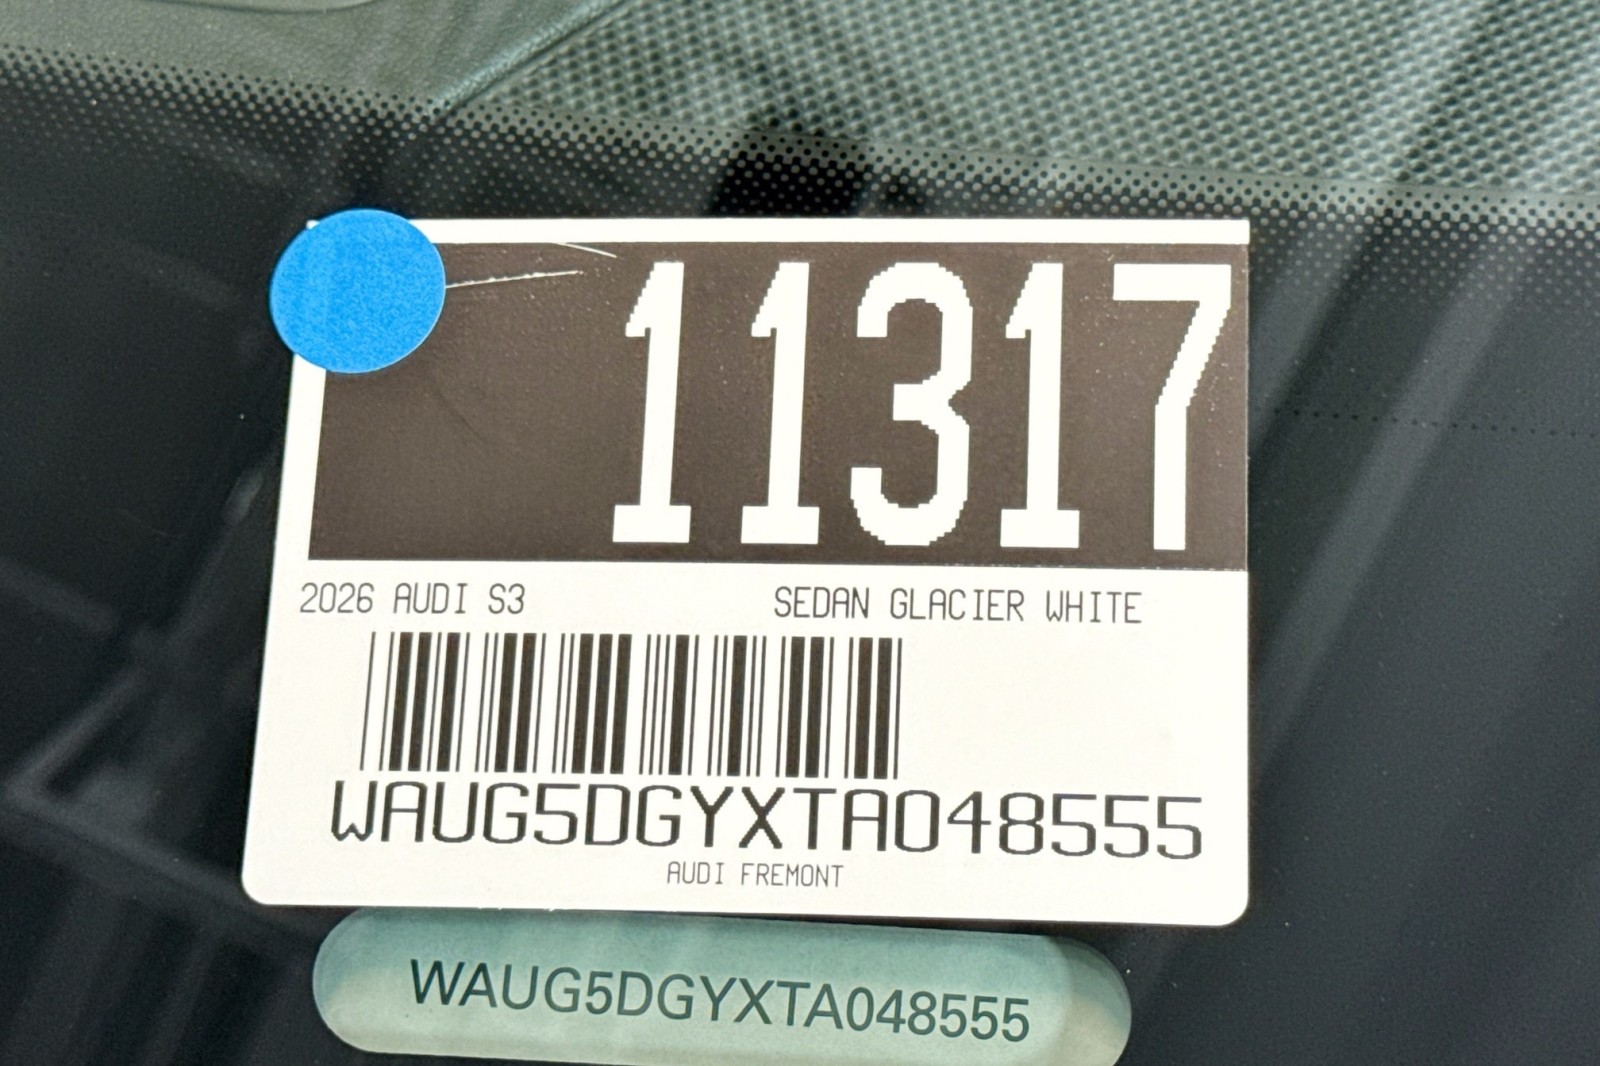 11317
2026 AUDI S3 SEDAN GLACIER WHITE
WAUG5DGYXTA048555
AUDI FREMONT
WAUG5DGYXTA048555